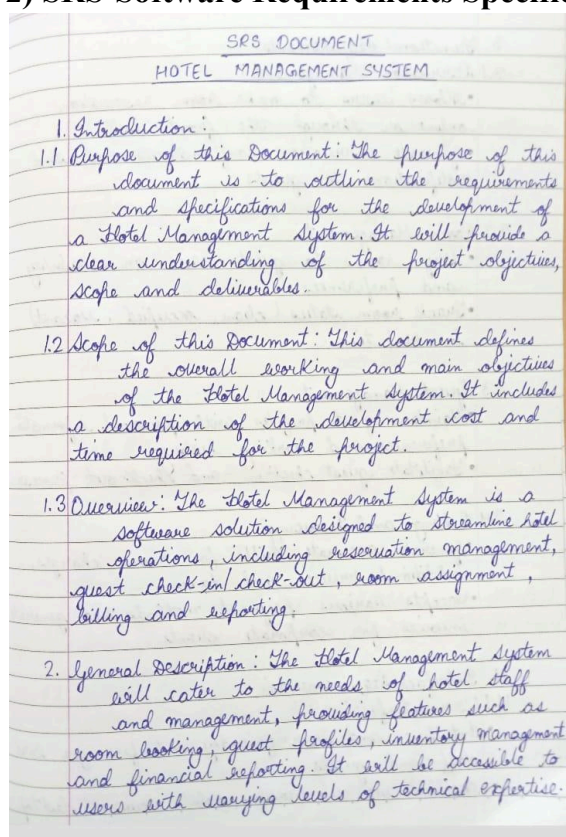 2) SRS-Software Requirements Specific
SRS DOCUMENT
HOTEL MANAGEMENT SYSTEM
1. Introduction:
1.1 Purpose of this Document: The purpose of this
document is to outline the requirements
and specifications for the development of
a Hotel Management System. It will provide a
clear understanding of the project objectives,
scope and deliverables.
1.2 Scope of this Document: This document defines
the overall working and main objectives
of the Hotel Management System. It includes
a description of the development cost and
time required for the project.
1.3 Overview: The Hotel Management System is a
software solution designed to streamline hotel
operations, including reservation management,
guest check-in/check-out, room assignment,
billing and reporting.
2. General Description: The Hotel Management System
will cater to the needs of hotel staff
and management, providing features such as
room booking, guest profiles, inventory management
and financial reporting. It will be accessible to
users with varying levels of technical expertise.